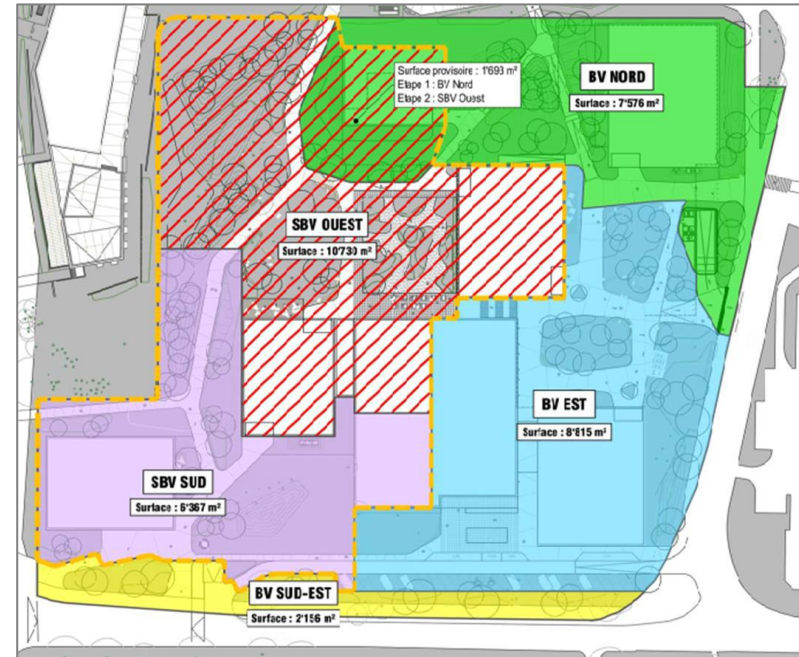 Surface provisoire : 1'693 m²
Etape 1 : BV Nord
Etape 2 : SBV Ouest
BV NORD
Surface : 7'576 m²
SBV OUEST
Surface : 10'730 m²
BV EST
Surface : 8'815 m²
SBV SUD
Surface : 6'367 m²
BV SUD-EST
Surface : 2'156 m²